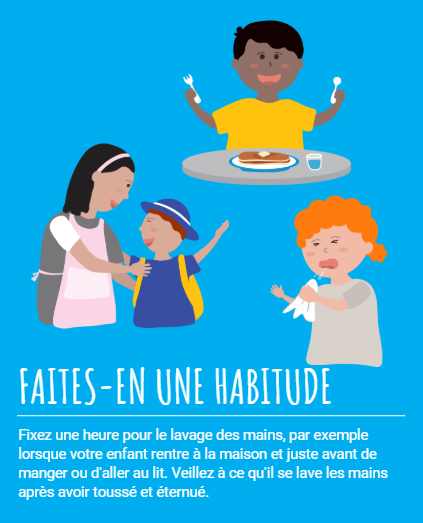 FAITES-EN UNE HABITUDE
Fixez une heure pour le lavage des mains, par exemple
lorsque votre enfant rentre à la maison et juste avant de
manger ou d'aller au lit. Veillez à ce qu'il se lave les mains
après avoir toussé et éternué.